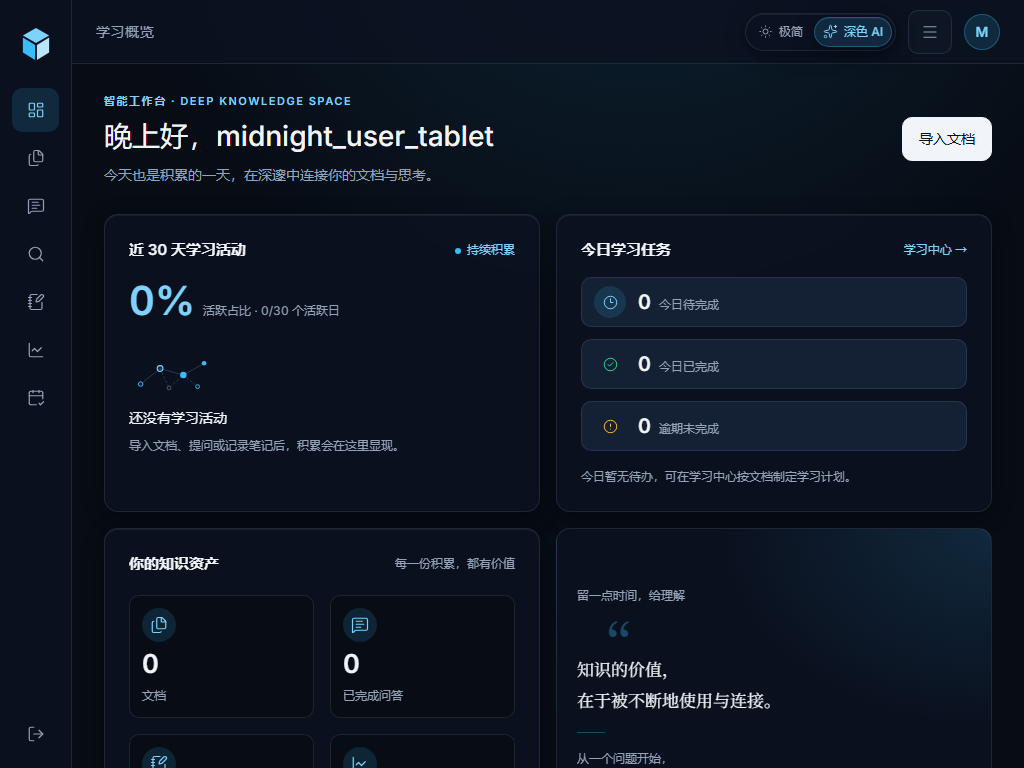 学习概览
极简
深色 AI
M
智能工作台 · DEEP KNOWLEDGE SPACE
晚上好，midnight_user_tablet
今天也是积累的一天，在深邃中连接你的文档与思考。
导入文档
近 30 天学习活动
持续积累
0%
活跃占比 · 0/30 个活跃日
还没有学习活动
导入文档、提问或记录笔记后，积累会在这里显现。
今日学习任务
学习中心 →
0 今日待完成
0 今日已完成
0 逾期未完成
今日暂无待办，可在学习中心按文档制定学习计划。
你的知识资产
每一份积累，都有价值
0
文档
0
已完成问答
留一点时间，给理解
“
知识的价值，
在于被不断地使用与连接。
从一个问题开始，